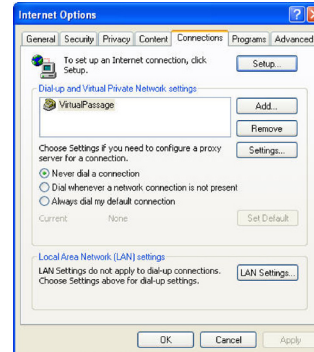 Internet Options
General Security Privacy Content Connections Programs Advanced
To set up an Internet connection, click
Setup.
Setup...
Dial-up and Virtual Private Network settings
VirtualPassage
Add...
Remove
Choose Settings if you need to configure a proxy
server for a connection.
Settings...
Never dial a connection
Dial whenever a network connection is not present
Always dial my default connection
Current None
Set Default
Local Area Network (LAN) settings
LAN Settings do not apply to dial-up connections.
Choose Settings above for dial-up settings.
LAN Settings...
OK Cancel Apply